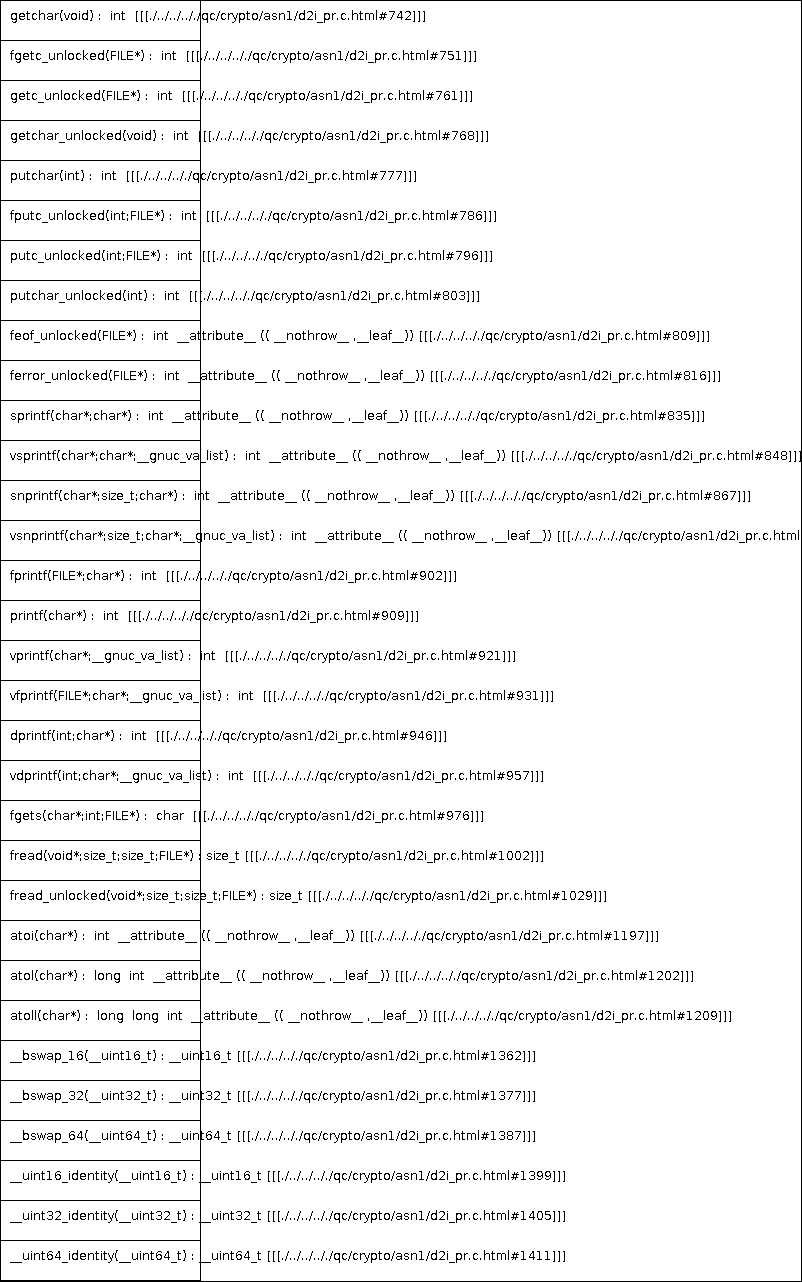 getchar(void) : int [[[./../../././qc/crypto/asn1/d2i_pr.c.html#742]]]
fgetc_unlocked(FILE*) : int [[[./../../././qc/crypto/asn1/d2i_pr.c.html#751]]]
getc_unlocked(FILE*) : int [[[./../../././qc/crypto/asn1/d2i_pr.c.html#761]]]
getchar_unlocked(void) : int [[[./../../././qc/crypto/asn1/d2i_pr.c.html#768]]]
putchar(int) : int [[[./../../././qc/crypto/asn1/d2i_pr.c.html#777]]]
fputc_unlocked(int;FILE*) : int [[[./../../././qc/crypto/asn1/d2i_pr.c.html#786]]]
putc_unlocked(int;FILE*) : int [[[./../../././qc/crypto/asn1/d2i_pr.c.html#796]]]
putchar_unlocked(int) : int [[[./../../././qc/crypto/asn1/d2i_pr.c.html#803]]]
feof_unlocked(FILE*) : int __attribute__ (( __nothrow__ ,__leaf__)) [[[./../../././qc/crypto/asn1/d2i_pr.c.html#809]]]
ferror_unlocked(FILE*) : int __attribute__ (( __nothrow__ ,__leaf__)) [[[./../../././qc/crypto/asn1/d2i_pr.c.html#816]]]
sprintf(char*;char*) : int __attribute__ (( __nothrow__ ,__leaf__)) [[[./../../././qc/crypto/asn1/d2i_pr.c.html#835]]]
vsprintf(char*;char*;__gnuc_va_list) : int __attribute__ (( __nothrow__ ,__leaf__)) [[[./../../././qc/crypto/asn1/d2i_pr.c.html#848]]]
snprintf(char*;size_t;char*) : int __attribute__ (( __nothrow__ ,__leaf__)) [[[./../../././qc/crypto/asn1/d2i_pr.c.html#867]]]
vsnprintf(char*;size_t;char*;__gnuc_va_list) : int __attribute__ (( __nothrow__ ,__leaf__)) [[[./../../././qc/crypto/asn1/d2i_pr.c.html
fprintf(FILE*;char*) : int [[[./../../././qc/crypto/asn1/d2i_pr.c.html#902]]]
printf(char*) : int [[[./../../././qc/crypto/asn1/d2i_pr.c.html#909]]]
vprintf(char*;__gnuc_va_list) : int [[[./../../././qc/crypto/asn1/d2i_pr.c.html#921]]]
vfprintf(FILE*;char*;__gnuc_va_list) : int [[[./../../././qc/crypto/asn1/d2i_pr.c.html#931]]]
dprintf(int;char*) : int [[[./../../././qc/crypto/asn1/d2i_pr.c.html#946]]]
vdprintf(int;char*;__gnuc_va_list) : int [[[./../../././qc/crypto/asn1/d2i_pr.c.html#957]]]
fgets(char*;int;FILE*) : char [[[./../../././qc/crypto/asn1/d2i_pr.c.html#976]]]
fread(void*;size_t;size_t;FILE*) : size_t [[[./../../././qc/crypto/asn1/d2i_pr.c.html#1002]]]
fread_unlocked(void*;size_t;size_t;FILE*) : size_t [[[./../../././qc/crypto/asn1/d2i_pr.c.html#1029]]]
atoi(char*) : int __attribute__ (( __nothrow__ ,__leaf__)) [[[./../../././qc/crypto/asn1/d2i_pr.c.html#1197]]]
atol(char*) : long int __attribute__ (( __nothrow__ ,__leaf__)) [[[./../../././qc/crypto/asn1/d2i_pr.c.html#1202]]]
atoll(char*) : long long int __attribute__ (( __nothrow__ ,__leaf__)) [[[./../../././qc/crypto/asn1/d2i_pr.c.html#1209]]]
__bswap_16(__uint16_t) : __uint16_t [[[./../../././qc/crypto/asn1/d2i_pr.c.html#1362]]]
__bswap_32(__uint32_t) : __uint32_t [[[./../../././qc/crypto/asn1/d2i_pr.c.html#1377]]]
__bswap_64(__uint64_t) : __uint64_t [[[./../../././qc/crypto/asn1/d2i_pr.c.html#1387]]]
__uint16_identity(__uint16_t) : __uint16_t [[[./../../././qc/crypto/asn1/d2i_pr.c.html#1399]]]
__uint32_identity(__uint32_t) : __uint32_t [[[./../../././qc/crypto/asn1/d2i_pr.c.html#1405]]]
__uint64_identity(__uint64_t) : __uint64_t [[[./../../././qc/crypto/asn1/d2i_pr.c.html#1411]]]